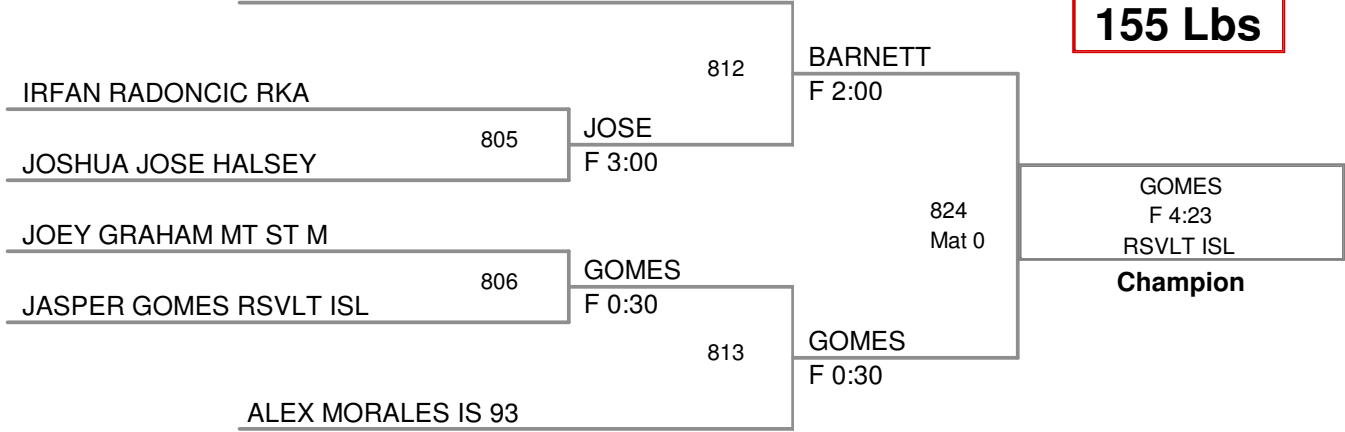 155 Lbs
812
BARNETT
F 2:00
IRFAN RADONCIC RKA
805
JOSE
F 3:00
JOSHUA JOSE HALSEY
JOEY GRAHAM MT ST M
806
GOMES
F 0:30
JASPER GOMES RSVLT ISL
813
GOMES
F 0:30
ALEX MORALES IS 93
824
Mat 0
GOMES
F 4:23
RSVLT ISL
Champion